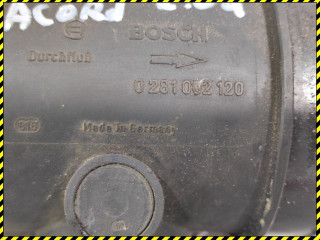 ACORD
BOSCH
Durchfluß
0 281 002 120
Made in Germany